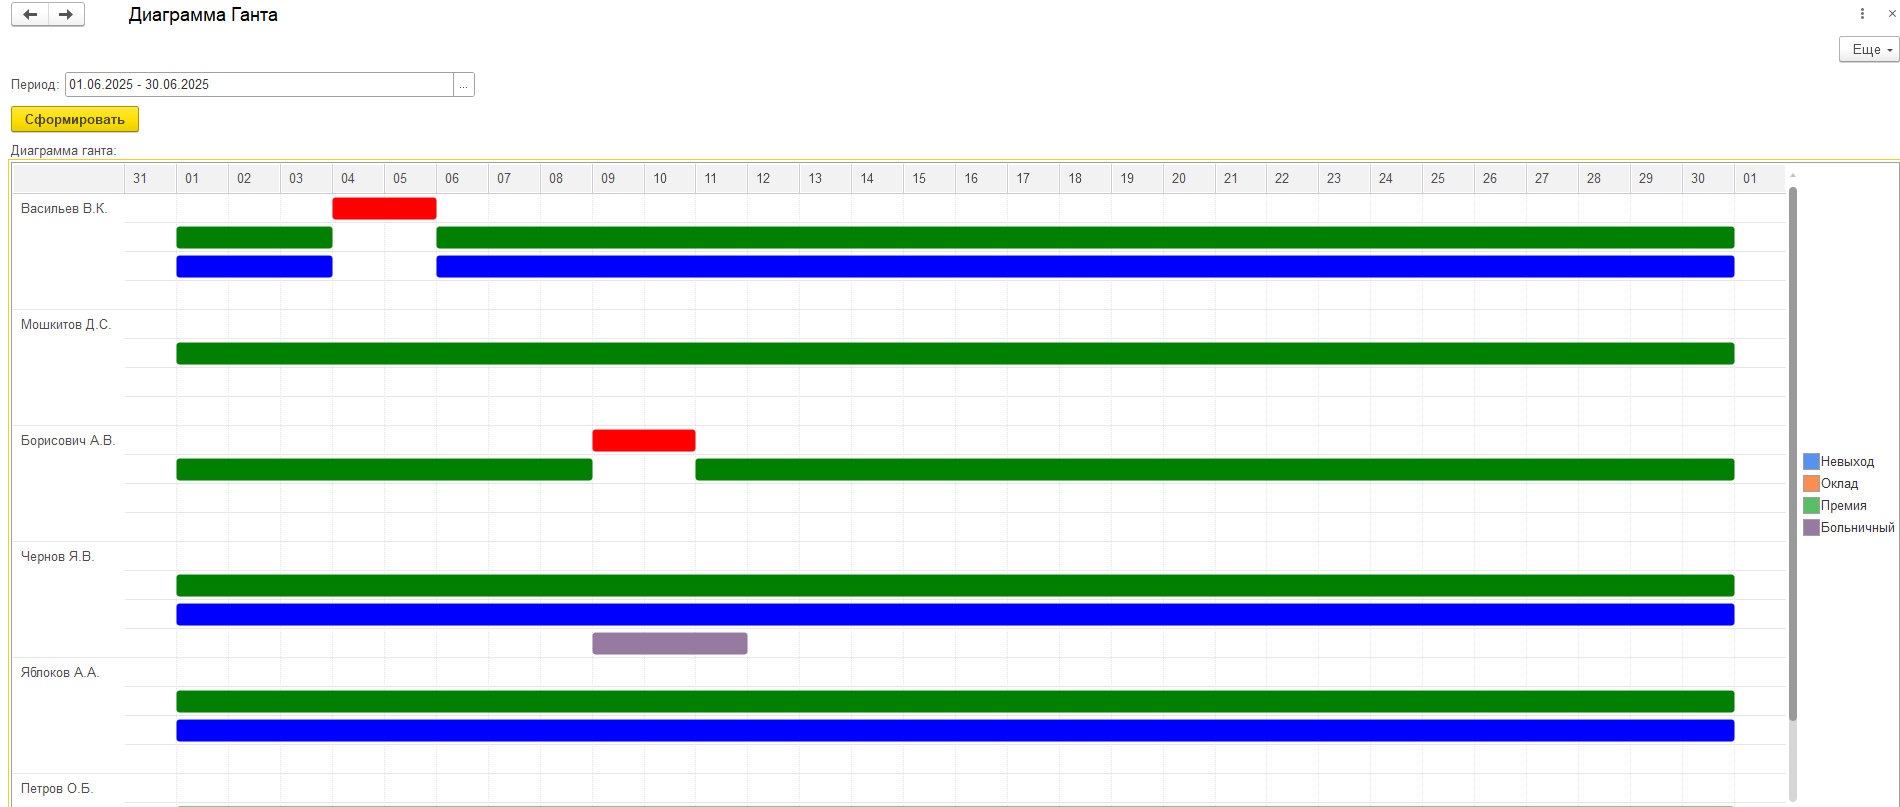 Диаграмма Ганта
Еще
Период: 01.06.2025 - 30.06.2025 ...
Сформировать
Диаграмма ганта:
31 01 02 03 04 05 06 07 08 09 10 11 12 13 14 15 16 17 18 19 20 21 22 23 24 25 26 27 28 29 30 01
Васильев В.К.
Мошкитов Д.С.
Борисович А.В.
Чернов Я.В.
Яблоков А.А.
Петров О.Б.
Невыход
Оклад
Премия
Больничный